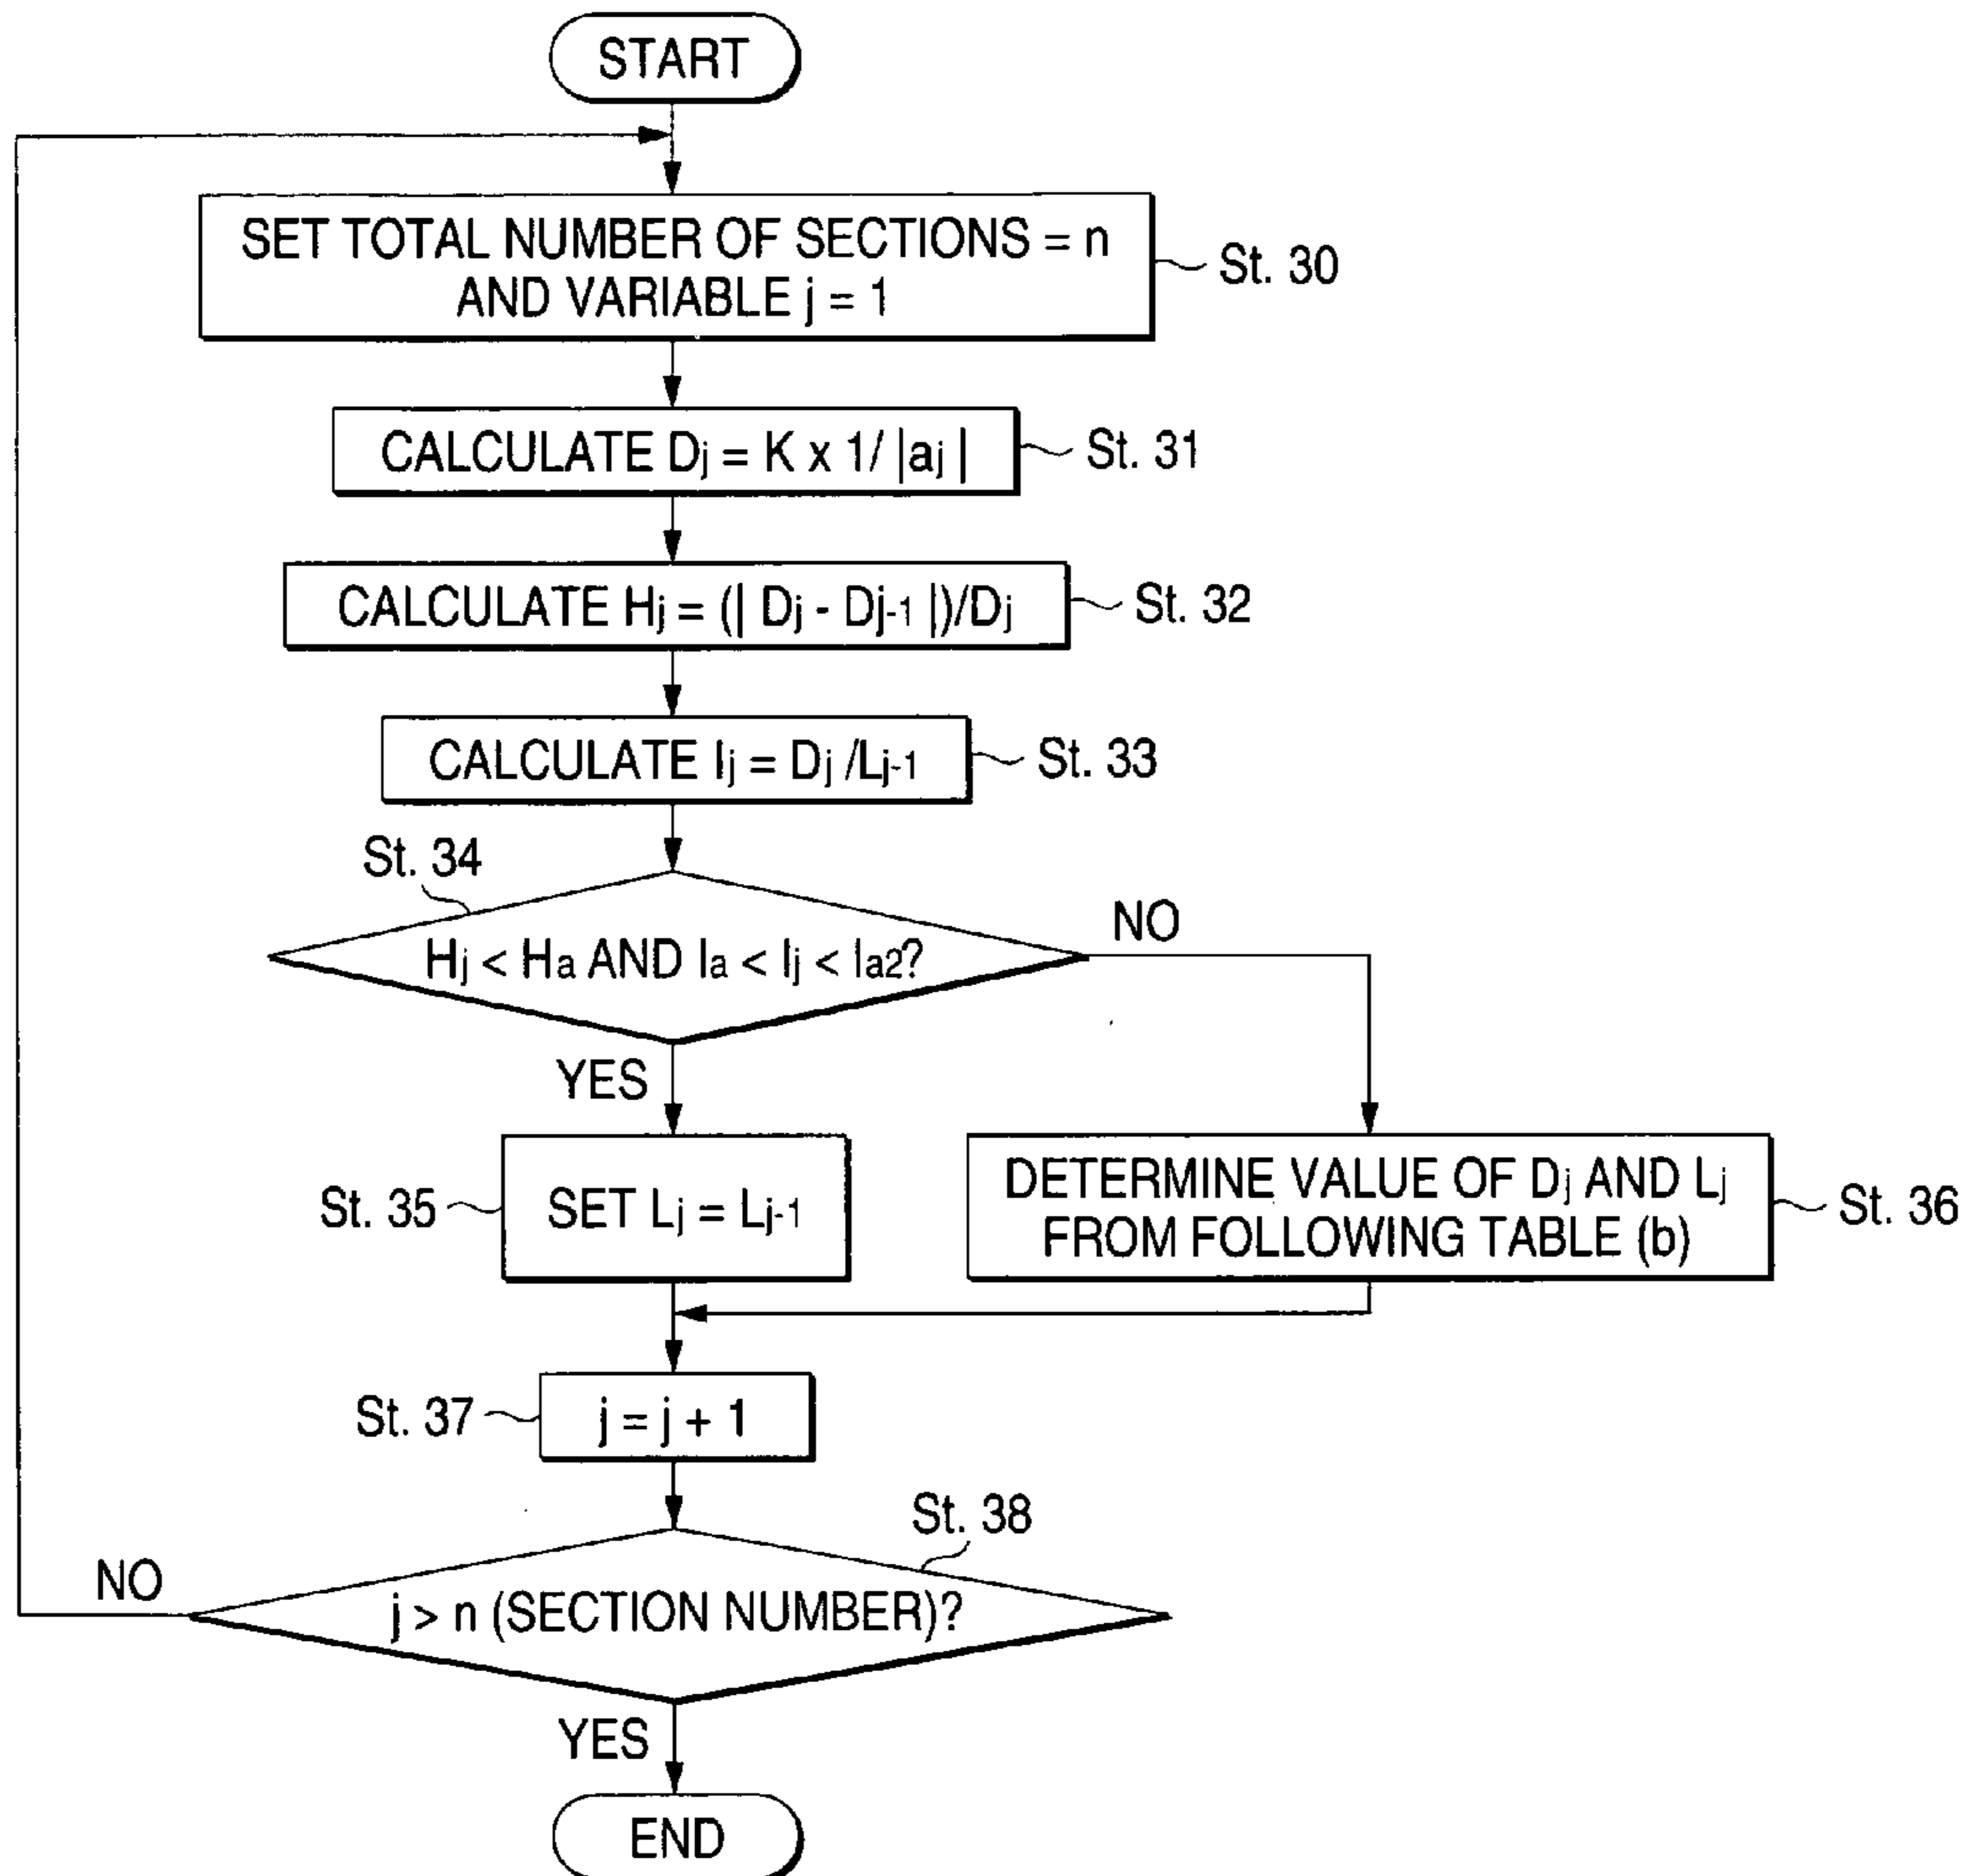 START
SET TOTAL NUMBER OF SECTIONS = n
AND VARIABLE j = 1
St. 30
CALCULATE Dj = K x 1/ |aj |
St. 31
CALCULATE Hj = (| Dj - Dj-1 |)/Dj
St. 32
CALCULATE Ij = Dj /Lj-1
St. 33
St. 34
Hj < Ha AND Ia < Ij < Ia2?
NO
YES
St. 35
SET Lj = Lj-1
DETERMINE VALUE OF Dj AND Lj
FROM FOLLOWING TABLE (b)
St. 36
St. 37
j = j + 1
St. 38
NO
j > n (SECTION NUMBER)?
YES
END